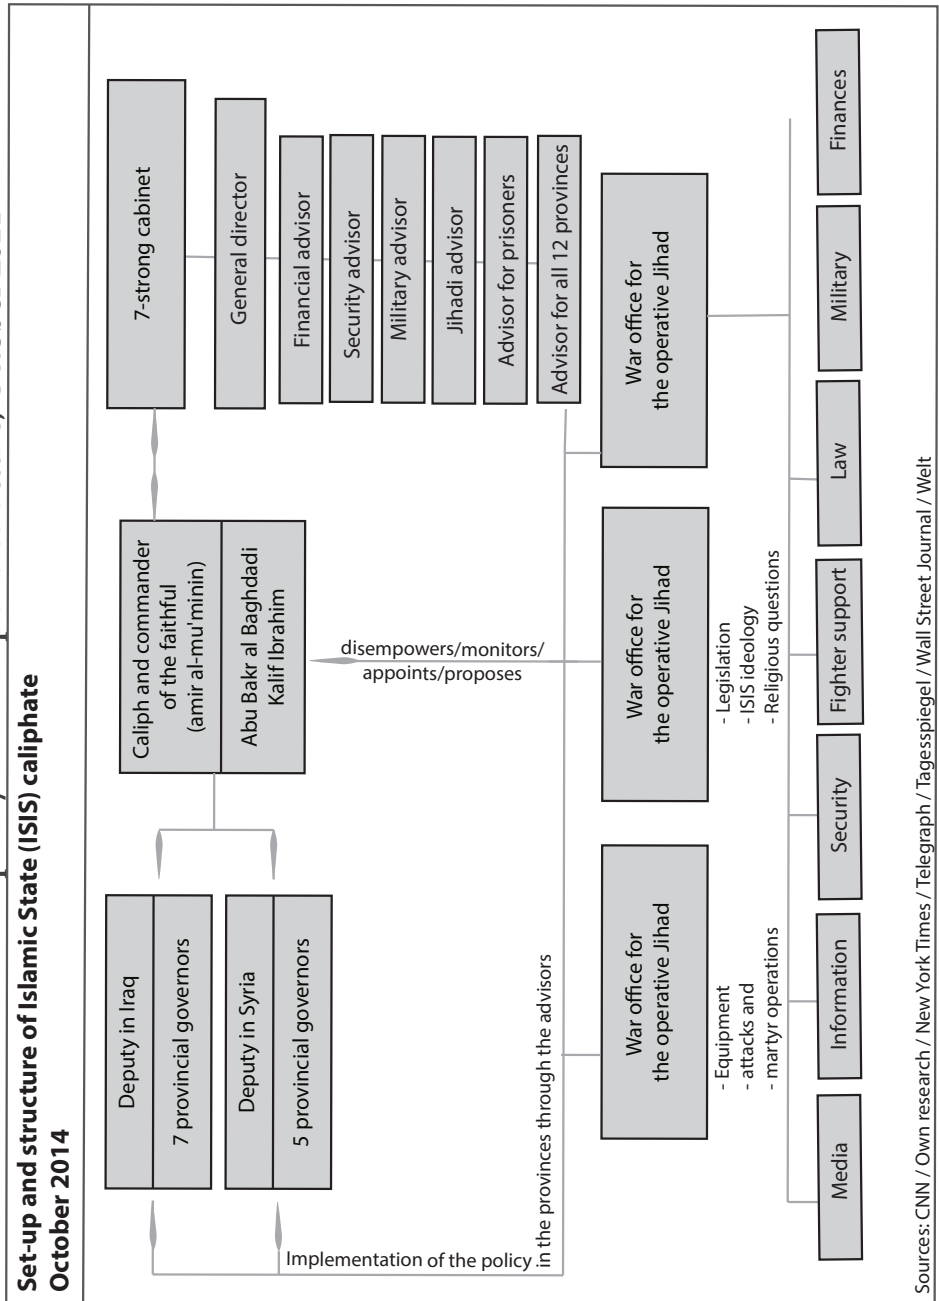 Set-up and structure of Islamic State (ISIS) caliphate
October 2014
Deputy in Iraq
7 provincial governors
Deputy in Syria
5 provincial governors
Caliph and commander
of the faithful
(amir al-mu'minin)
Abu Bakr al Baghdadi
Kalif Ibrahim
7-strong cabinet
General director
Financial advisor
Security advisor
Military advisor
Jihadi advisor
Advisor for prisoners
Advisor for all 12 provinces
disempowers/monitors/
appoints/proposes
Implementation of the policy in the provinces through the advisors
War office for
the operative Jihad
- Equipment
- attacks and
- martyr operations
War office for
the operative Jihad
- Legislation
- ISIS ideology
- Religious questions
War office for
the operative Jihad
Media
Information
Security
Fighter support
Law
Military
Finances
Sources: CNN / Own research / New York Times / Telegraph / Tagesspiegel / Wall Street Journal / Welt